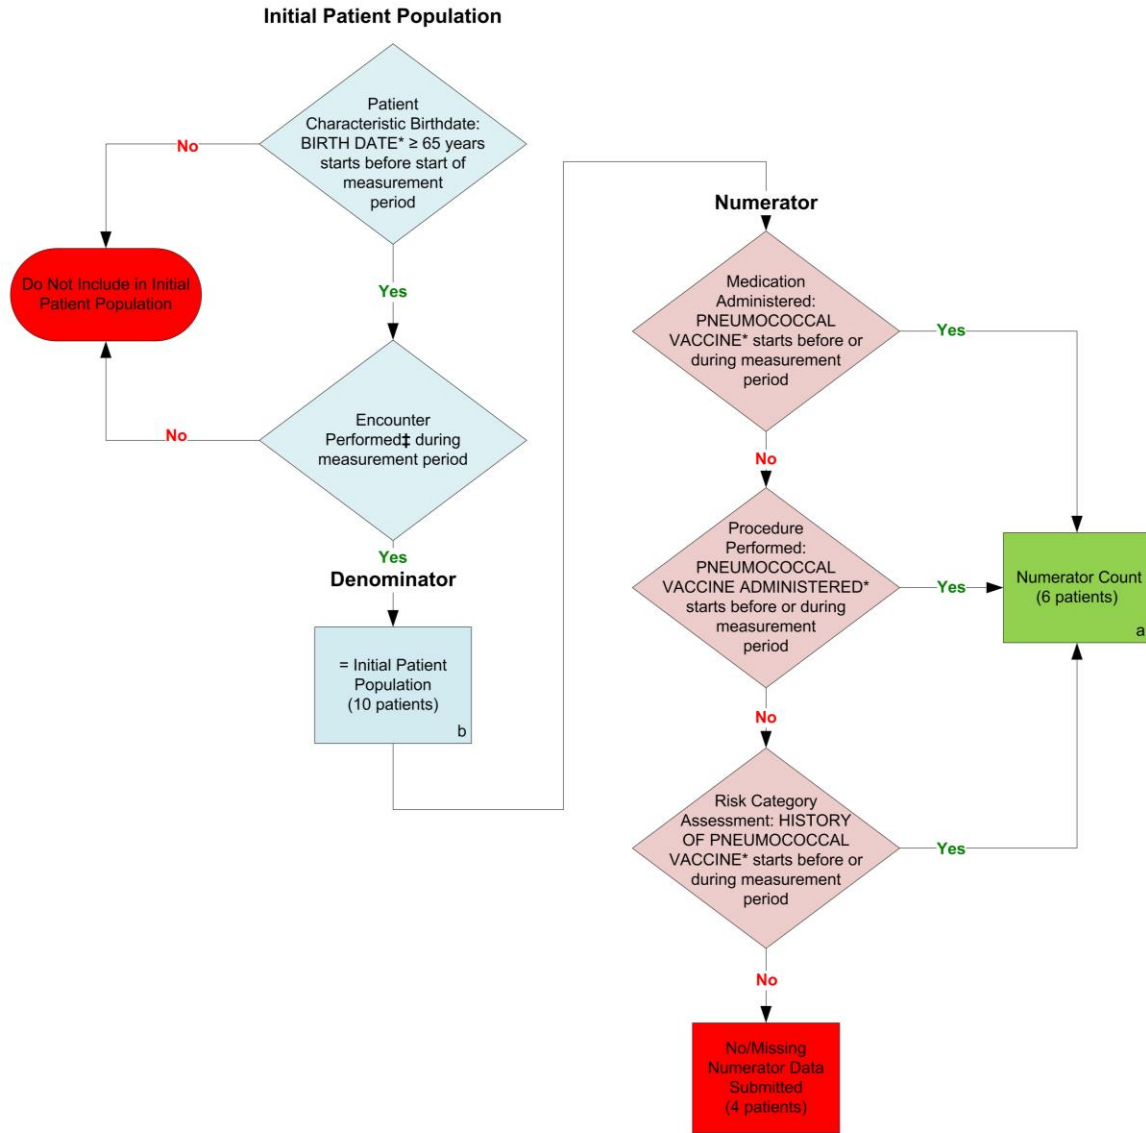 Initial Patient Population
Patient
Characteristic Birthdate:
BIRTH DATE* ≥ 65 years
starts before start of
measurement
period
No
Do Not Include in Initial
Patient Population
Yes
Encounter
Performed‡ during
measurement period
No
Yes
Denominator
= Initial Patient
Population
(10 patients)
b
Numerator
Medication
Administered:
PNEUMOCOCCAL
VACCINE* starts before or
during measurement
period
Yes
No
Procedure
Performed:
PNEUMOCOCCAL
VACCINE ADMINISTERED*
starts before or during
measurement
period
Yes
Numerator Count
(6 patients)
a
No
Risk Category
Assessment: HISTORY
OF PNEUMOCOCCAL
VACCINE* starts before or
during measurement
period
Yes
No
No/Missing
Numerator Data
Submitted
(4 patients)